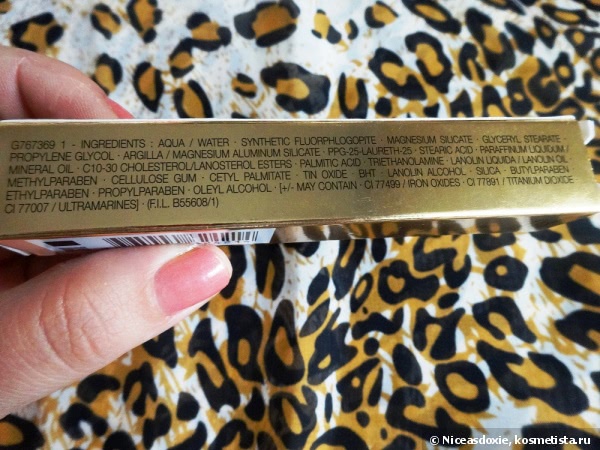 G767369 1 - INGREDIENTS : AQUA / WATER · SYNTHETIC FLUORPHLOGOPITE · MAGNESIUM SILICATE · GLYCERYL STEARATE
PROPYLENE GLYCOL · ARGILLA / MAGNESIUM ALUMINUM SILICATE · PPG-25-LAURETH-25 · STEARIC ACID · PARAFFINUM LIQUIDUM /
MINERAL OIL · C10-30 CHOLESTEROL/LANOSTEROL ESTERS · PALMITIC ACID · TRIETHANOLAMINE · LANOLIN LIQUIDA / LANOLIN OIL
METHYLPARABEN · CELLULOSE GUM · CETYL PALMITATE · TIN OXIDE · BHT · LANOLIN ALCOHOL · SILICA · BUTYLPARABEN
ETHYLPARABEN · PROPYLPARABEN · OLEYL ALCOHOL · [+/- MAY CONTAIN · CI 77499 / IRON OXIDES · CI 77891 / TITANIUM DIOXIDE
CI 77007 / ULTRAMARINES] · (F.I.L. B55608/1)
© Niceasdoxie, kosmetista.ru